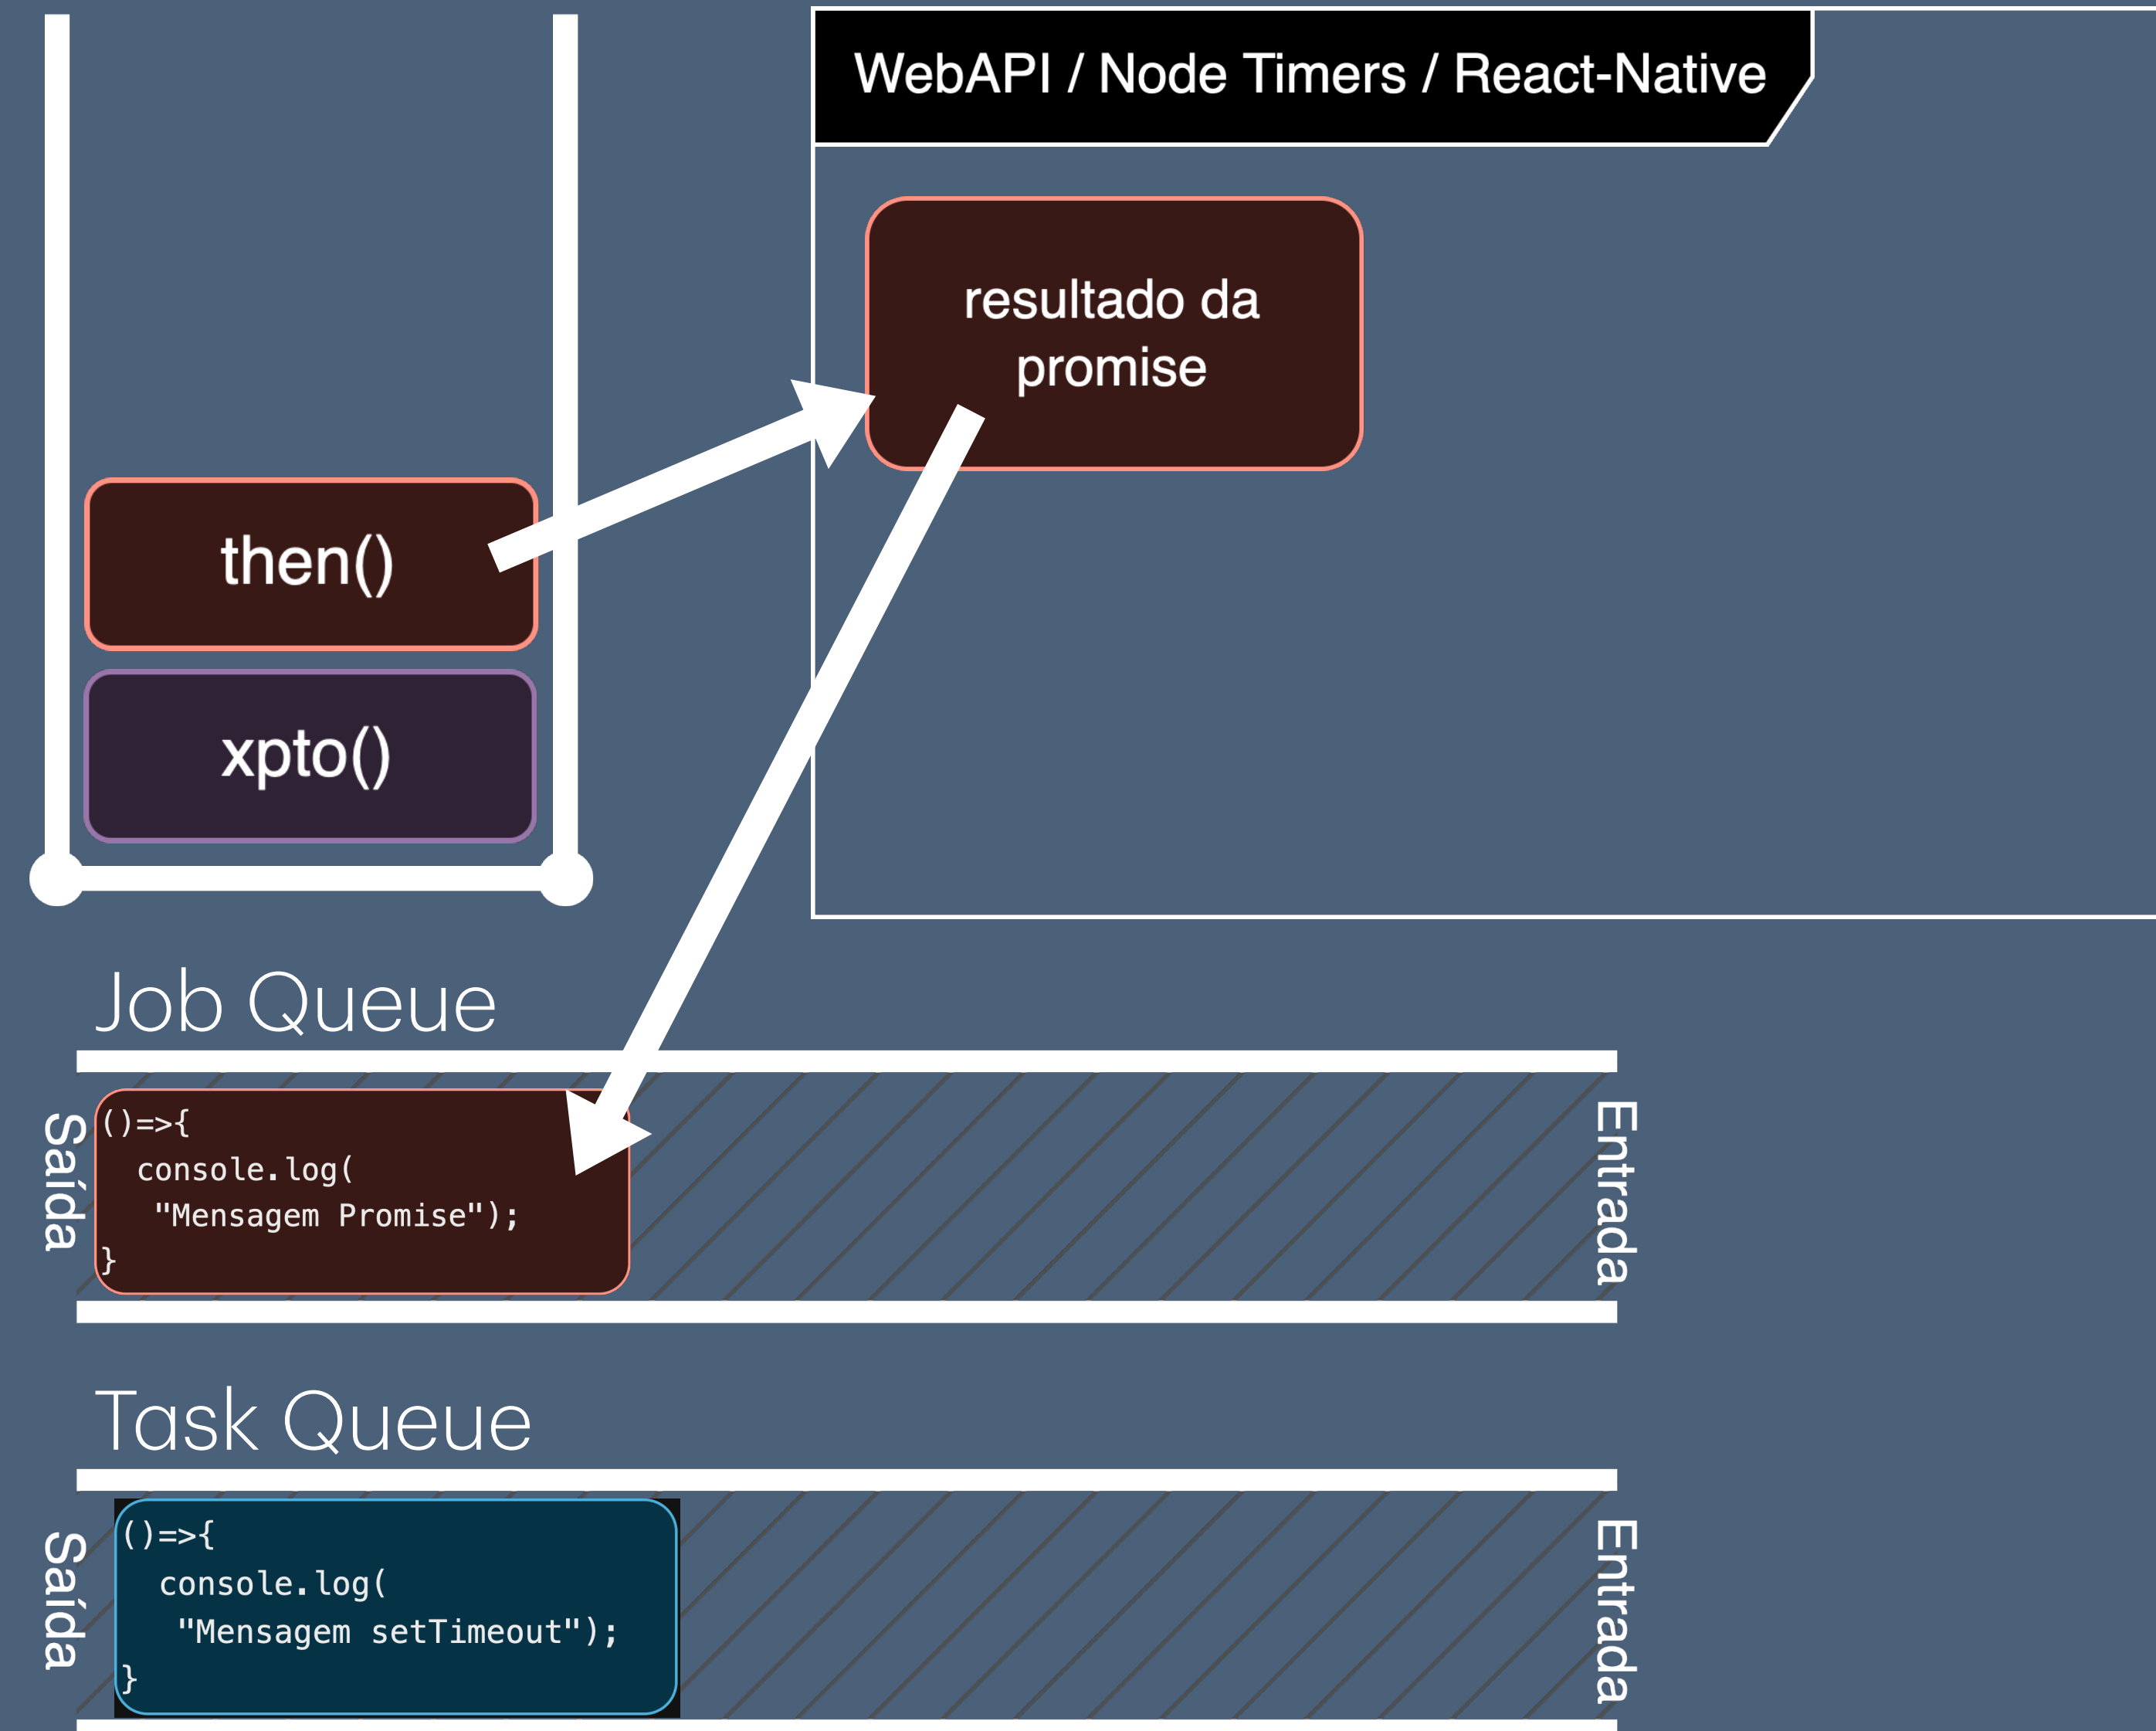 WebAPI / Node Timers / React-Native
resultado da
promise
then()
xpto()
Job Queue
Saída
()=>{
console.log(
"Mensagem Promise");
}
Entrada
Task Queue
Saída
()=>{
console.log(
"Mensagem setTimeout");
}
Entrada